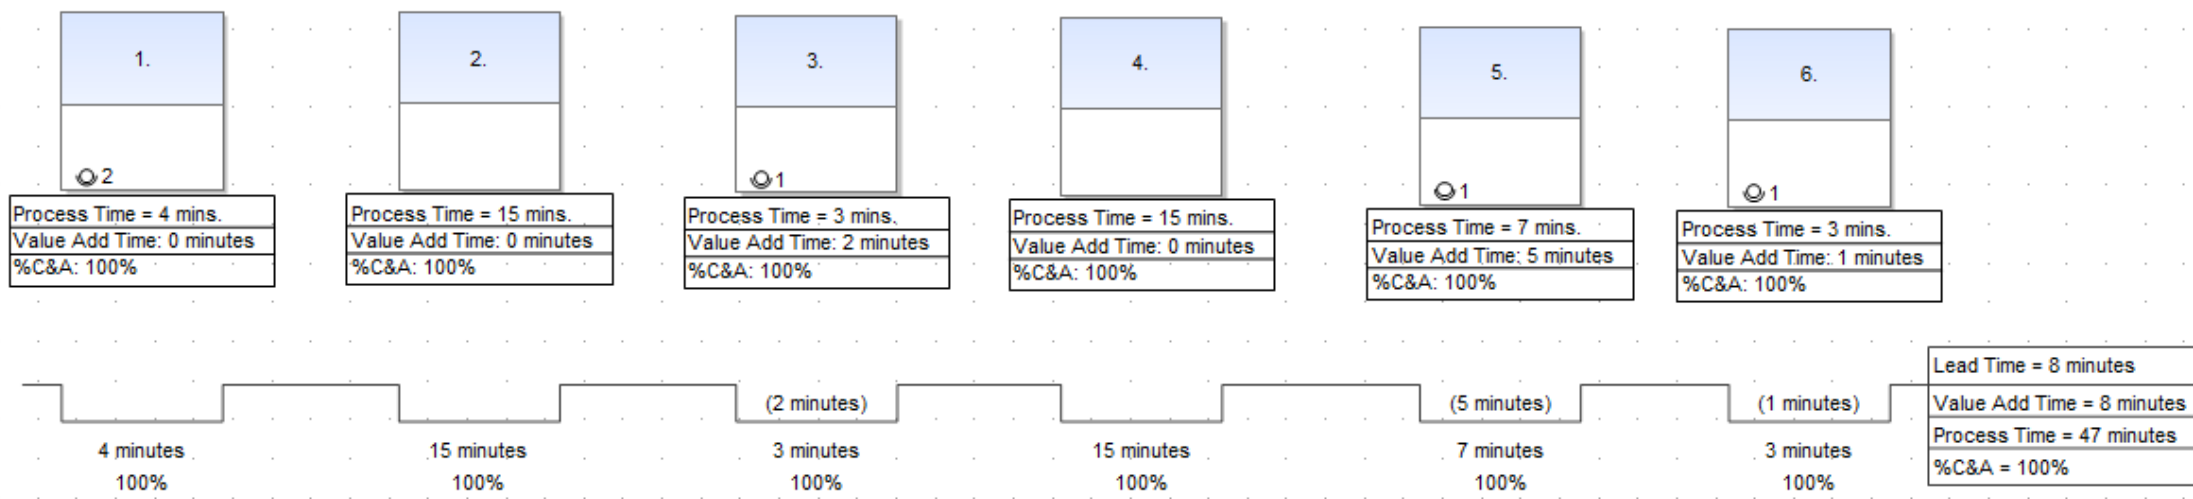 1.
2.
3.
4.
5.
6.
2
1
1
1
Process Time = 4 mins.
Value Add Time: 0 minutes
%C&A: 100%
Process Time = 15 mins.
Value Add Time: 0 minutes
%C&A: 100%
Process Time = 3 mins.
Value Add Time: 2 minutes
%C&A: 100%
Process Time = 15 mins.
Value Add Time: 0 minutes
%C&A: 100%
Process Time = 7 mins.
Value Add Time: 5 minutes
%C&A: 100%
Process Time = 3 mins.
Value Add Time: 1 minutes
%C&A: 100%
(2 minutes)
(5 minutes)
(1 minutes)
4 minutes
100%
15 minutes
100%
3 minutes
100%
15 minutes
100%
7 minutes
100%
3 minutes
100%
Lead Time = 8 minutes
Value Add Time = 8 minutes
Process Time = 47 minutes
%C&A = 100%